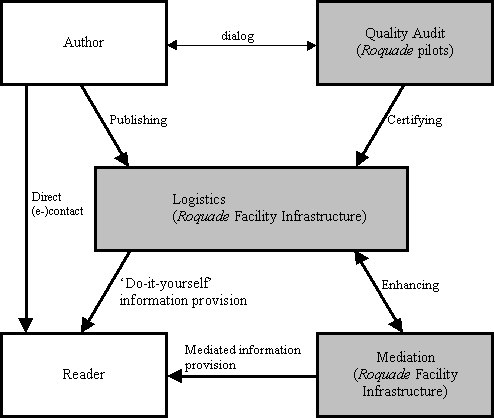 Author
dialog
Quality Audit
(Roquade pilots)
Publishing
Certifying
Direct
(e-)contact
Logistics
(Roquade Facility Infrastructure)
‘Do-it-yourself’
information provision
Enhancing
Mediated information
provision
Reader
Mediation
(Roquade Facility
Infrastructure)